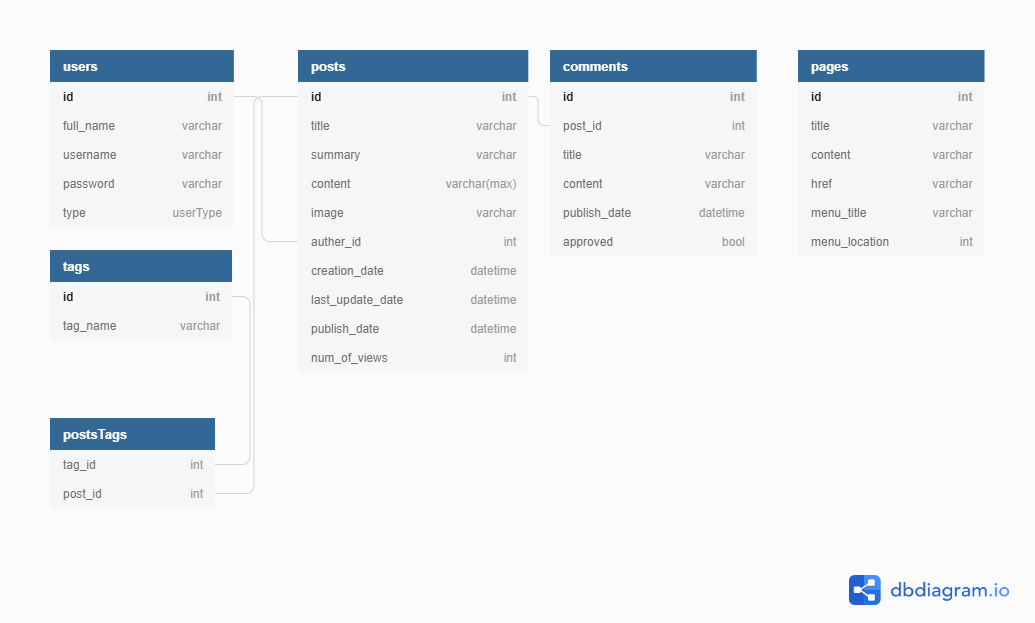 users
id int
full_name varchar
username varchar
password varchar
type userType
tags
id int
tag_name varchar
postsTags
tag_id int
post_id int
posts
id int
title varchar
summary varchar
content varchar(max)
image varchar
auther_id int
creation_date datetime
last_update_date datetime
publish_date datetime
num_of_views int
comments
id int
post_id int
title varchar
content varchar
publish_date datetime
approved bool
pages
id int
title varchar
content varchar
href varchar
menu_title varchar
menu_location int
dbdiagram.io